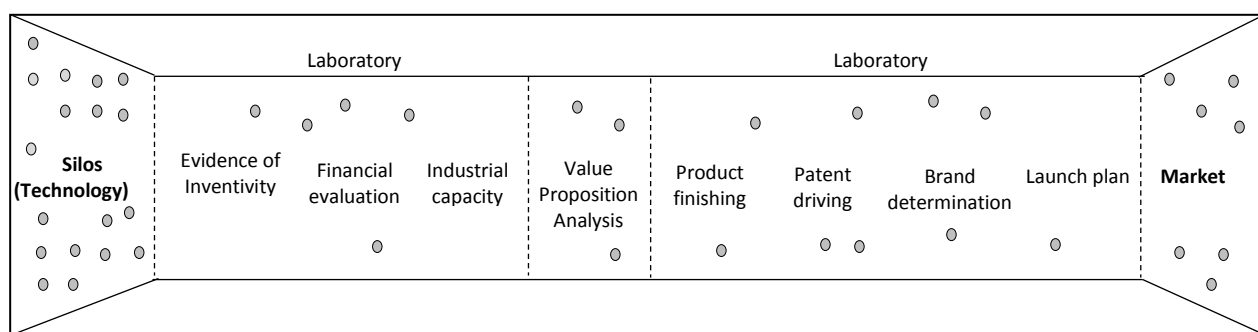 Laboratory
Laboratory
Silos
(Technology)
Evidence of
Inventivity
Financial
evaluation
Industrial
capacity
Value
Proposition
Analysis
Product
finishing
Patent
driving
Brand
determination
Launch plan
Market